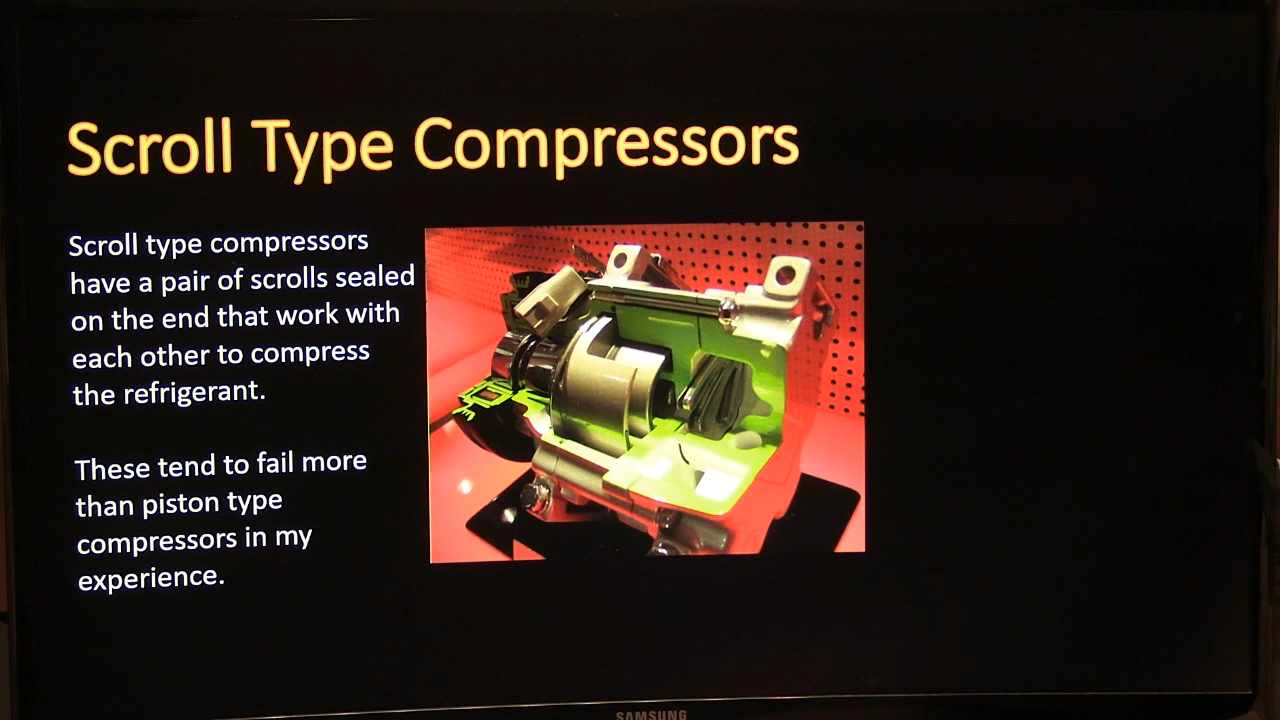 Scroll Type Compressors
Scroll type compressors
have a pair of scrolls sealed
on the end that work with
each other to compress
the refrigerant.
These tend to fail more
than piston type
compressors in my
experience.
SAMSUNG